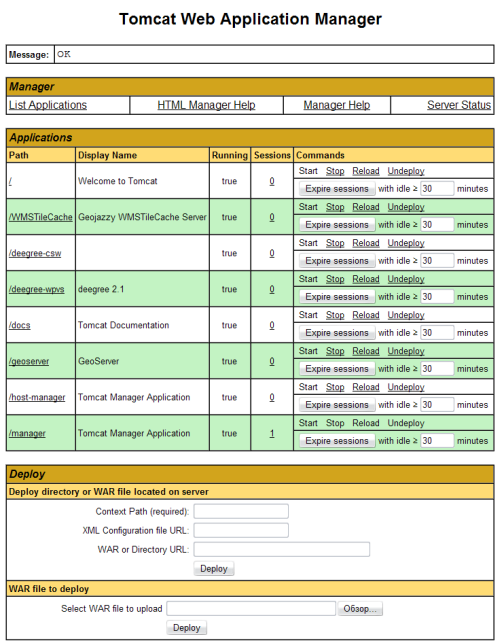 Tomcat Web Application Manager
Message: OK
Manager
List Applications HTML Manager Help Manager Help Server Status
Applications
Path Display Name Running Sessions Commands
/ Welcome to Tomcat true 0 Start Stop Reload Undeploy
Expire sessions with idle ≥ 30 minutes
/WMSTileCache Geojazzy WMSTileCache Server true 0 Start Stop Reload Undeploy
Expire sessions with idle ≥ 30 minutes
/deegree-csw true 0 Start Stop Reload Undeploy
Expire sessions with idle ≥ 30 minutes
/deegree-wpvs deegree 2.1 true 0 Start Stop Reload Undeploy
Expire sessions with idle ≥ 30 minutes
/docs Tomcat Documentation true 0 Start Stop Reload Undeploy
Expire sessions with idle ≥ 30 minutes
/geoserver GeoServer true 0 Start Stop Reload Undeploy
Expire sessions with idle ≥ 30 minutes
/host-manager Tomcat Manager Application true 0 Start Stop Reload Undeploy
Expire sessions with idle ≥ 30 minutes
/manager Tomcat Manager Application true 1 Start Stop Reload Undeploy
Expire sessions with idle ≥ 30 minutes
Deploy
Deploy directory or WAR file located on server
Context Path (required):
XML Configuration file URL:
WAR or Directory URL:
Deploy
WAR file to deploy
Select WAR file to upload Обзор...
Deploy